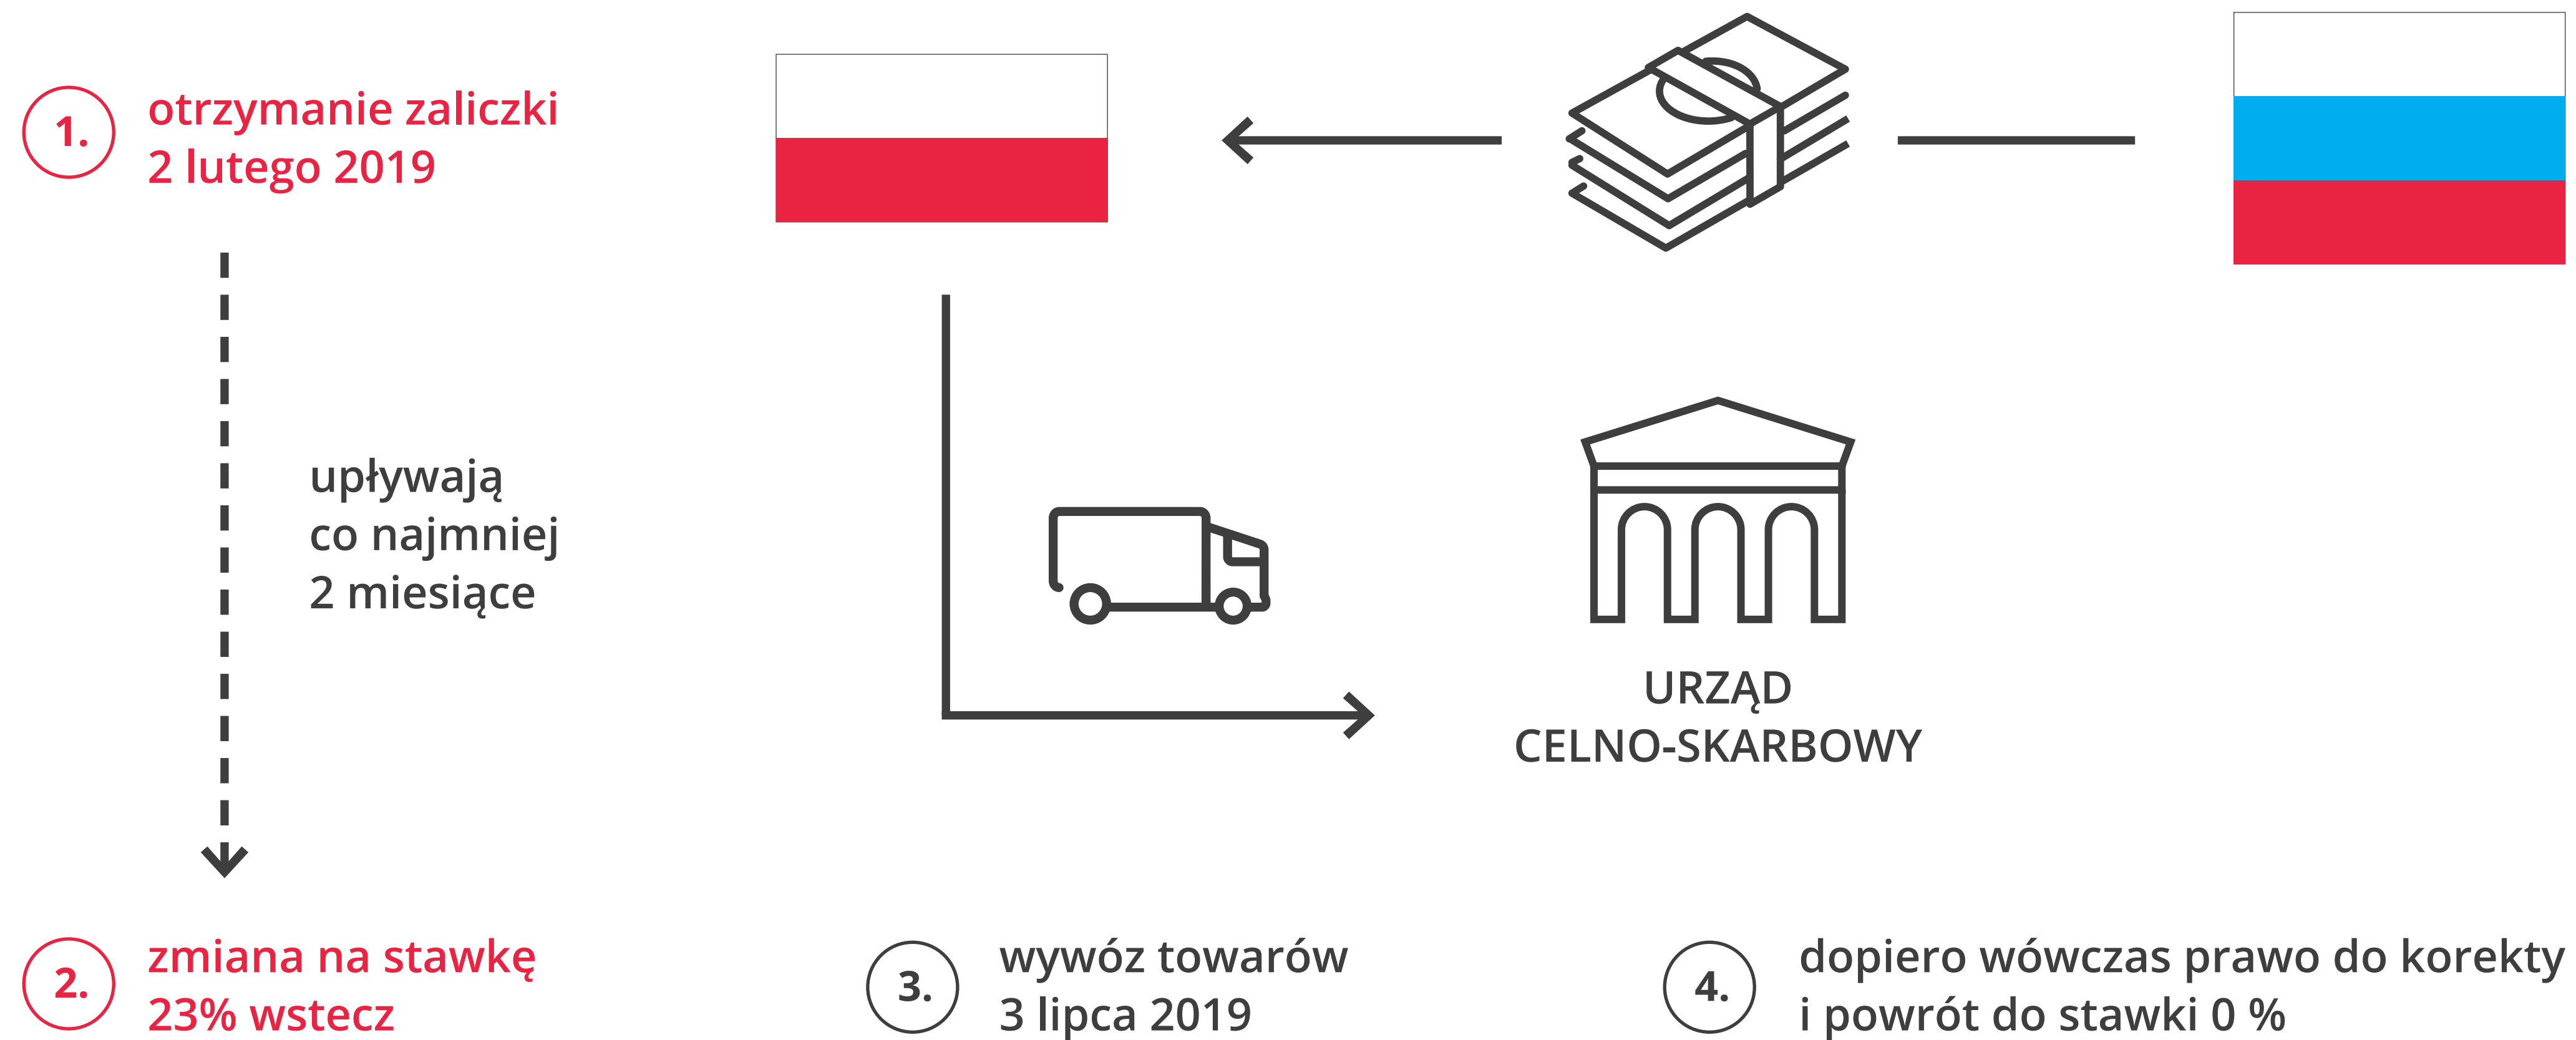 1.
otrzymanie zaliczki
2 lutego 2019
upływają
co najmniej
2 miesiące
URZĄD
CELNO-SKARBOWY
2.
zmiana na stawkę
23% wstecz
3.
wywóz towarów
3 lipca 2019
4.
dopiero wówczas prawo do korekty
i powrót do stawki 0 %